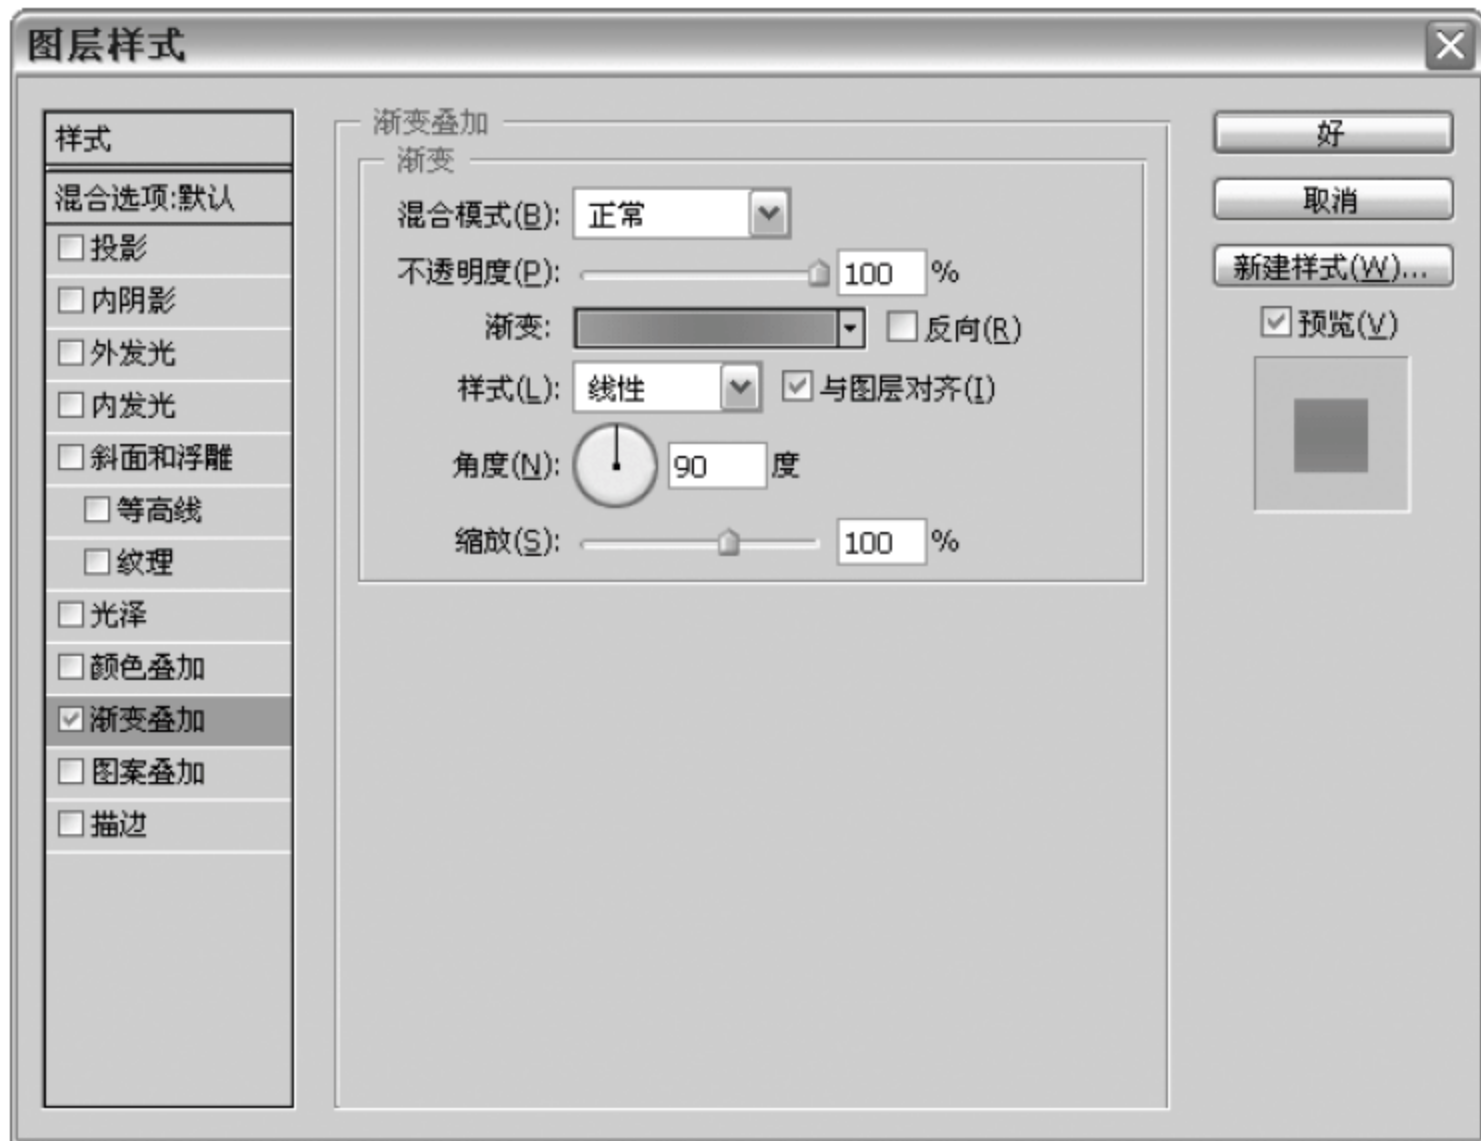 图层样式
样式
混合选项:默认
投影
内阴影
外发光
内发光
斜面和浮雕
等高线
纹理
光泽
颜色叠加
渐变叠加
图案叠加
描边
渐变叠加
渐变
混合模式(B): 正常
不透明度(P): 100 %
渐变: 反向(R)
样式(L): 线性 与图层对齐(I)
角度(N): 90 度
缩放(S): 100 %
好
取消
新建样式(W)...
预览(V)